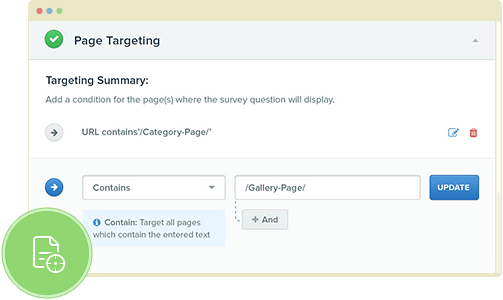 Page Targeting
Targeting Summary:
Add a condition for the page(s) where the survey question will display.
URL contains'/Category-Page/'
Contains
/Gallery-Page/
UPDATE
Contain: Target all pages
which contain the entered text
+ And